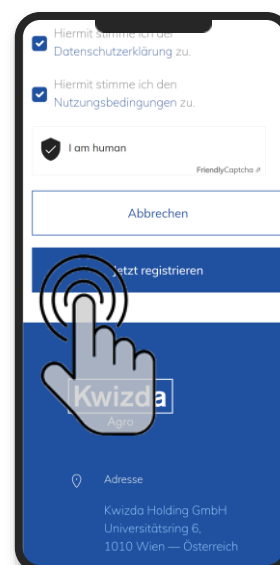 Hiermit stimme ich der
Datenschutzerklärung zu.
Hiermit stimme ich den
Nutzungsbedingungen zu.
I am human
FriendlyCaptcha ⇗
Abbrechen
Jetzt registrieren
Kwizda
Agro
Adresse
Kwizda Holding GmbH
Universitätsring 6,
1010 Wien — Österreich